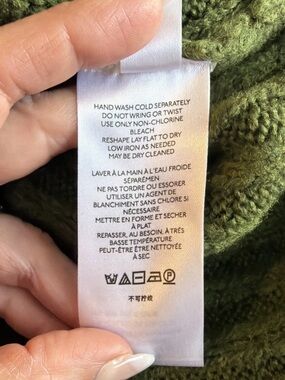 HAND WASH COLD SEPARATELY
DO NOT WRING OR TWIST
USE ONLY NON-CHLORINE
BLEACH
RESHAPE LAY FLAT TO DRY
LOW IRON AS NEEDED
MAY BE DRY CLEANED
LAVER À LA MAIN À L'EAU FROIDE
SÉPARÉMEN
NE PAS TORDRE OU ESSORER
UTILISER UN AGENT DE
BLANCHIMENT SANS CHLORE SI
NÉCESSAIRE
METTRE EN FORME ET SÉCHER
À PLAT
REPASSER, AU BESOIN, À TRÈS
BASSE TEMPÉRATURE
PEUT-ÊTRE ÊTRE NETTOYÉE
À SEC
P
不可拧绞